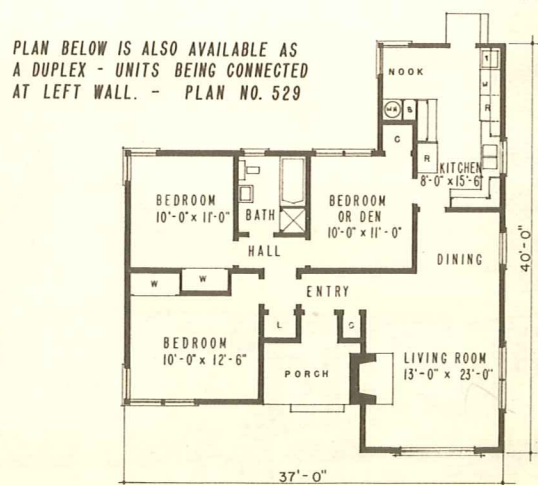 PLAN BELOW IS ALSO AVAILABLE AS
A DUPLEX - UNITS BEING CONNECTED
AT LEFT WALL. - PLAN NO. 529
NOOK
W
R
WH
B
C
R
KITCHEN
8'-0" x 15'-6"
BEDROOM
10'-0" x 11'-0"
BATH
BEDROOM
OR DEN
10'-0" x 11'-0"
HALL
DINING
W
W
ENTRY
L
C
BEDROOM
10'-0" x 12'-6"
PORCH
LIVING ROOM
13'-0" x 23'-0"
40'-0"
37'-0"